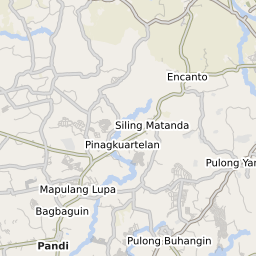 Encanto
Siling Matanda
Pinagkuartelan
Pulong Yan
Mapulang Lupa
Bagbaguin
Pandi
Pulong Buhangin